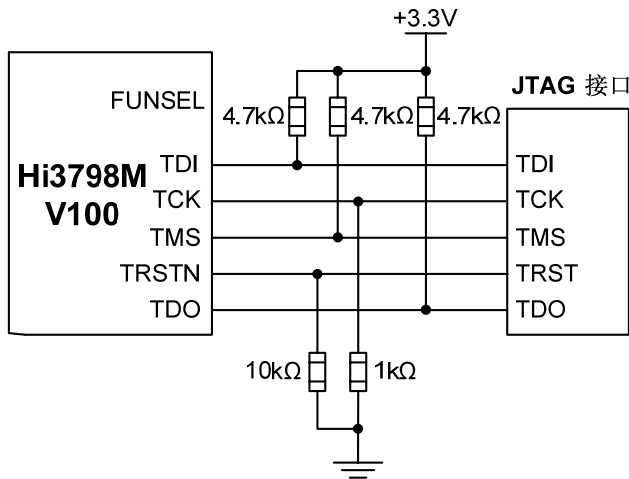 +3.3V
JTAG 接口
FUNSEL
4.7kΩ
4.7kΩ
4.7kΩ
TDI
TDI
Hi3798M
V100
TCK
TCK
TMS
TMS
TRSTN
TRST
TDO
TDO
10kΩ
1kΩ